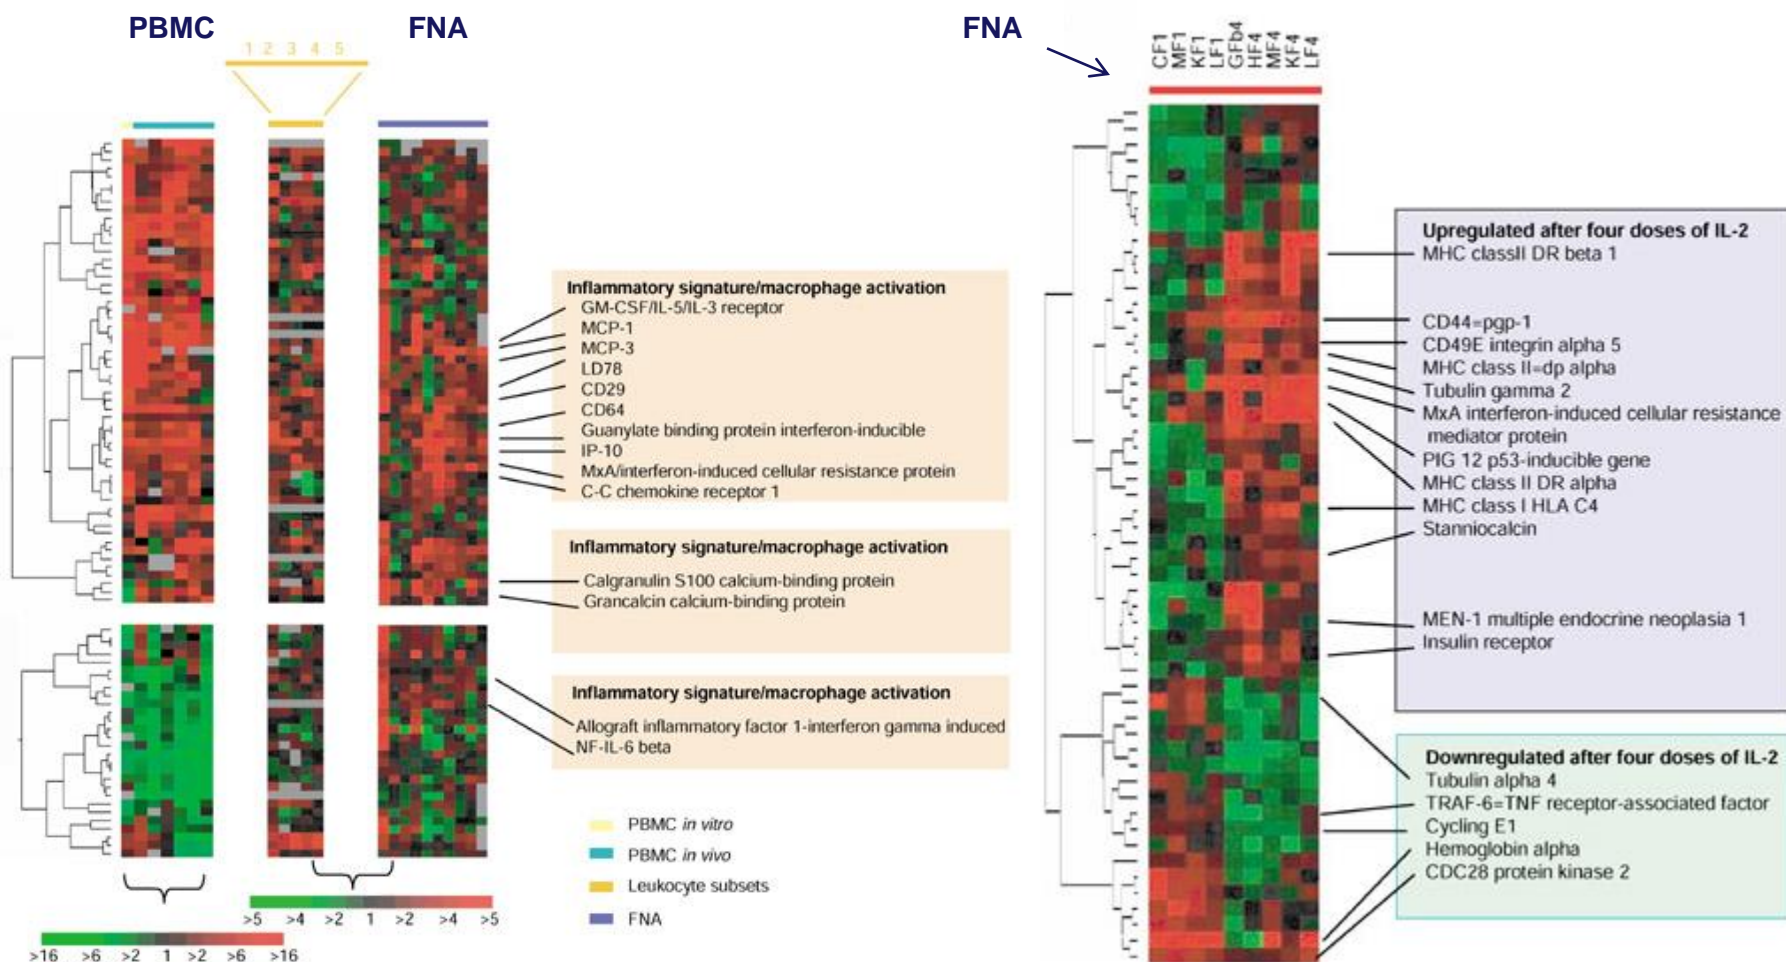 PBMC
FNA
1 2 3 4 5
Inflammatory signature/macrophage activation
GM-CSF/IL-5/IL-3 receptor
MCP-1
MCP-3
LD78
CD29
CD64
Guanylate binding protein interferon-inducible
IP-10
MxA/interferon-induced cellular resistance protein
C-C chemokine receptor 1
Inflammatory signature/macrophage activation
Calgranulin S100 calcium-binding protein
Grancalcin calcium-binding protein
Inflammatory signature/macrophage activation
Allograft inflammatory factor 1-interferon gamma induced
NF-IL-6 beta
PBMC in vitro
PBMC in vivo
Leukocyte subsets
FNA
>5 >4 >2 1 >2 >4 >5
>16 >6 >2 1 >2 >6 >16
FNA
CF1
MF1
KF1
LF1
GFb4
HF4
MF4
KF4
LF4
Upregulated after four doses of IL-2
MHC classII DR beta 1
CD44=pgp-1
CD49E integrin alpha 5
MHC class II=dp alpha
Tubulin gamma 2
MxA interferon-induced cellular resistance
mediator protein
PIG 12 p53-inducible gene
MHC class II DR alpha
MHC class I HLA C4
Stanniocalcin
MEN-1 multiple endocrine neoplasia 1
Insulin receptor
Downregulated after four doses of IL-2
Tubulin alpha 4
TRAF-6=TNF receptor-associated factor
Cycling E1
Hemoglobin alpha
CDC28 protein kinase 2